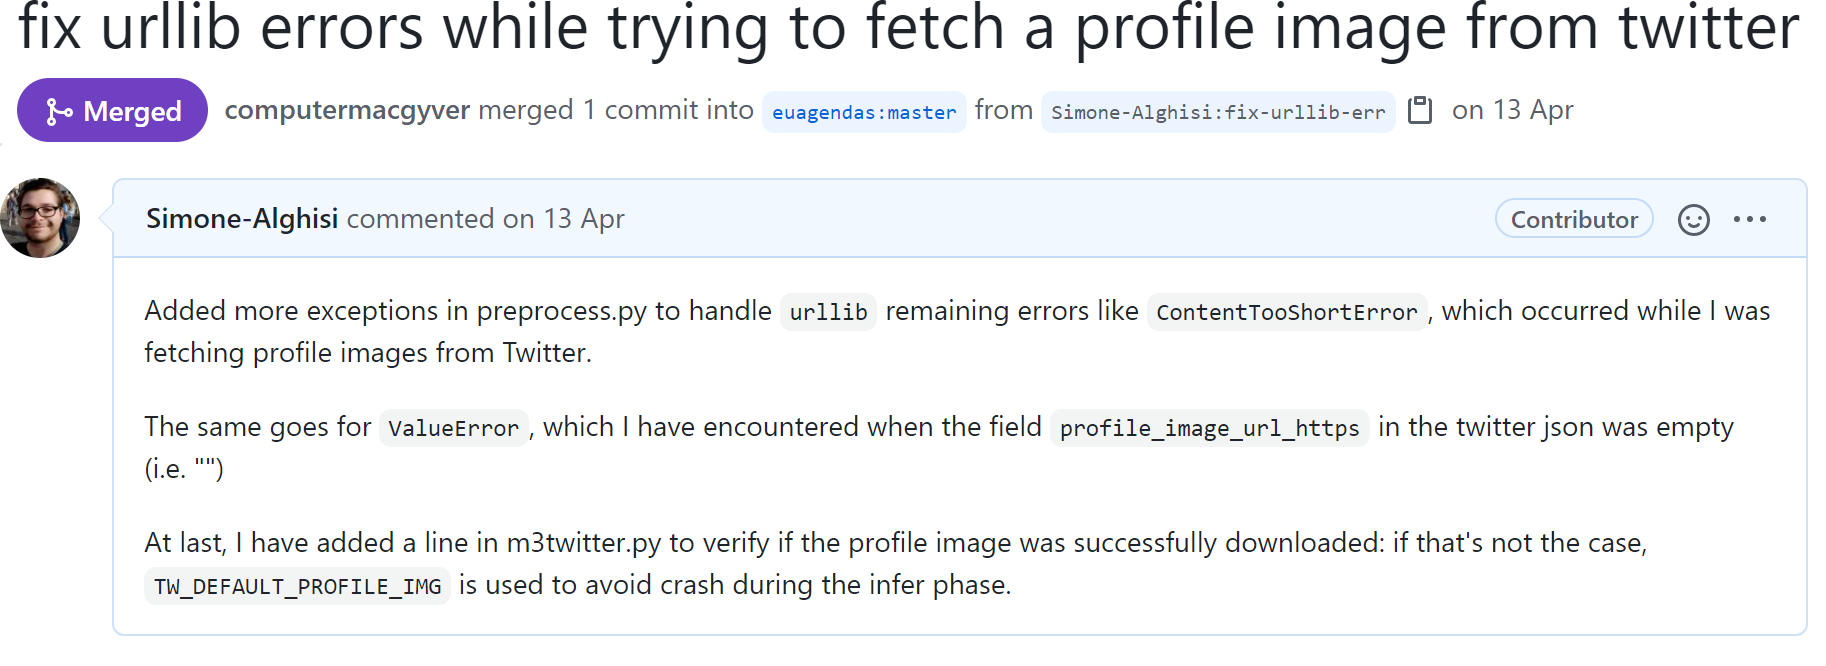 fix urllib errors while trying to fetch a profile image from twitter
Merged computermacgyver merged 1 commit into euagendas:master from Simone-Alghisi:fix-urllib-err on 13 Apr
Simone-Alghisi commented on 13 Apr Contributor
Added more exceptions in preprocess.py to handle urllib remaining errors like ContentTooShortError , which occurred while I was
fetching profile images from Twitter.
The same goes for ValueError , which I have encountered when the field profile_image_url_https in the twitter json was empty
(i.e. "")
At last, I have added a line in m3twitter.py to verify if the profile image was successfully downloaded: if that's not the case,
TW_DEFAULT_PROFILE_IMG is used to avoid crash during the infer phase.